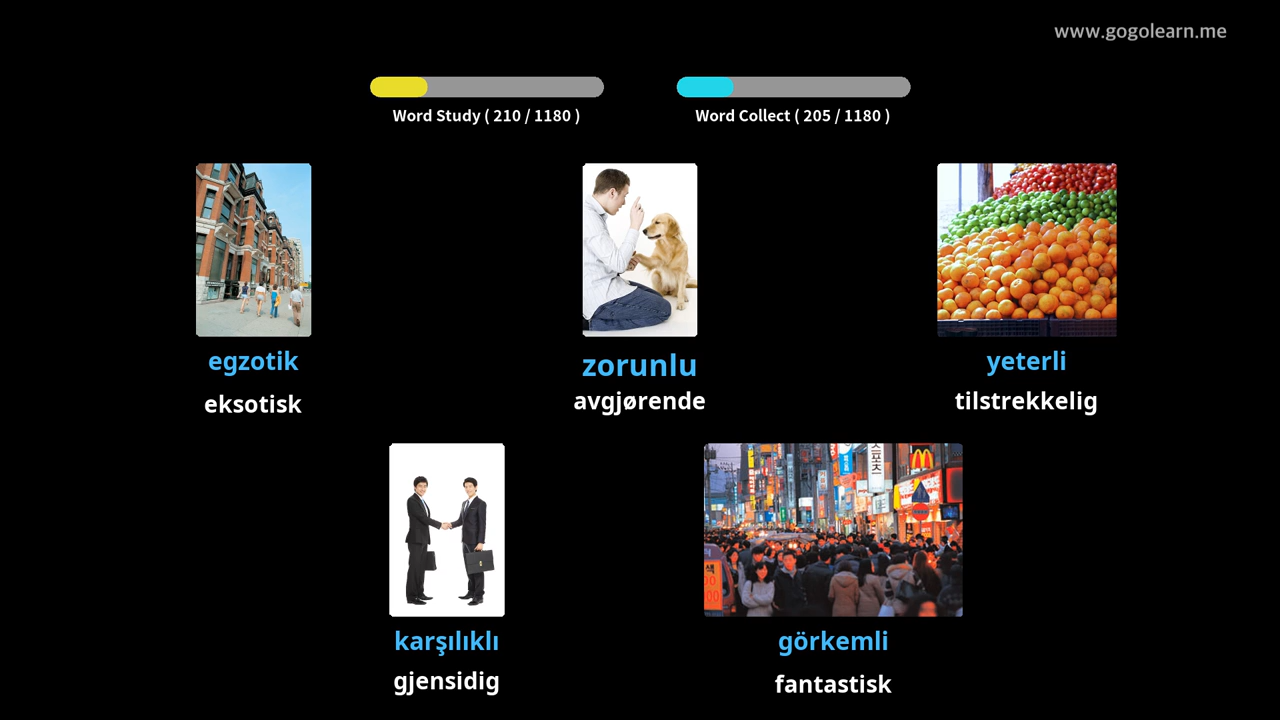 www.gogolearn.me
Word Study ( 210 / 1180 )
Word Collect ( 205 / 1180 )
egzotik
eksotisk
zorunlu
avgjørende
yeterli
tilstrekkelig
karşılıklı
gjensidig
görkemli
fantastisk